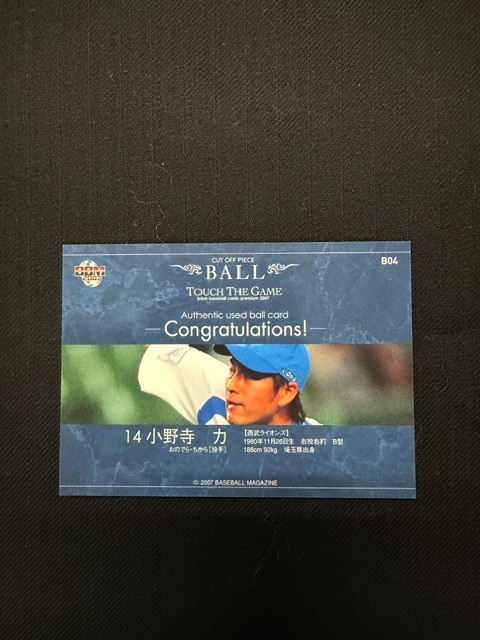 BBM
B04
CUT OFF PIECE
BALL
TOUCH THE GAME
bbm baseball cards premium 2007
Authentic used ball card
Congratulations!
14 小野寺 力
おのでら・ちから[投手]
【西武ライオンズ】
1980年11月26日生 右投右打 B型
188cm 92kg 埼玉県出身
© 2007 BASEBALL MAGAZINE